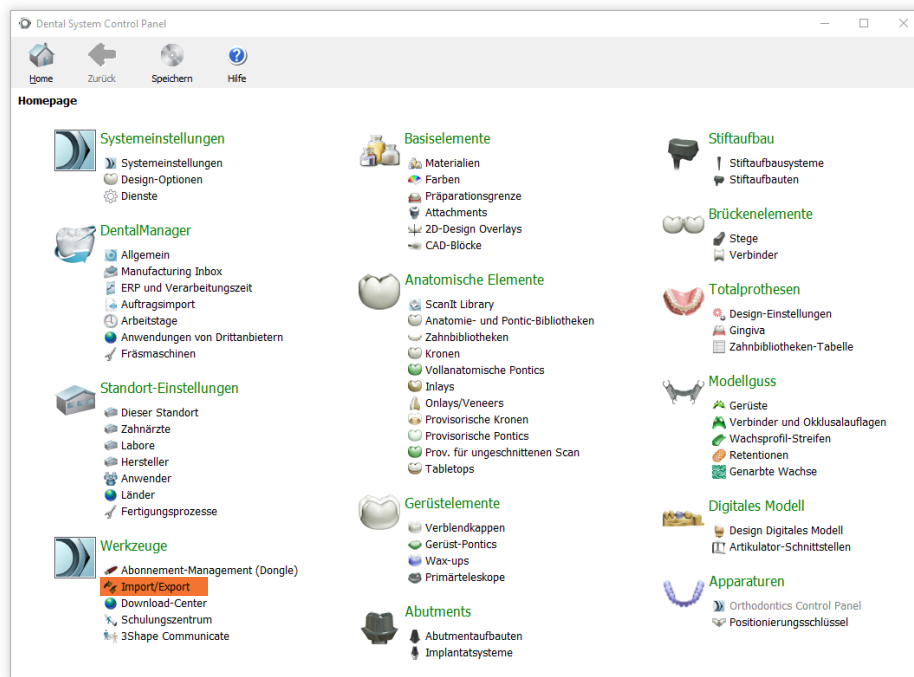 Dental System Control Panel
Home
Zurück
Speichern
Hilfe
Homepage
Systemeinstellungen
Systemeinstellungen
Design-Optionen
Dienste
DentalManager
Allgemein
Manufacturing Inbox
ERP und Verarbeitungszeit
Auftragsimport
Arbeitstage
Anwendungen von Drittanbietern
Fräsmaschinen
Standort-Einstellungen
Dieser Standort
Zahnärzte
Labore
Hersteller
Anwender
Länder
Fertigungsprozesse
Werkzeuge
Abonnement-Management (Dongle)
Import/Export
Download-Center
Schulungszentrum
3Shape Communicate
Basiselemente
Materialien
Farben
Präparationsgrenze
Attachments
2D-Design Overlays
CAD-Blöcke
Anatomische Elemente
ScanIt Library
Anatomie- und Pontic-Bibliotheken
Zahnbibliotheken
Kronen
Vollanatomische Pontics
Inlays
Onlays/Veneers
Provisorische Kronen
Provisorische Pontics
Prov. für ungeschnittenen Scan
Tabletops
Gerüstelemente
Verblendkappen
Gerüst-Pontics
Wax-ups
Primärteleskope
Abutments
Abutmentaufbauten
Implantatsysteme
Stiftaufbau
Stiftaufbausysteme
Stiftaufbauten
Brückenelemente
Stege
Verbinder
Totalprothesen
Design-Einstellungen
Gingiva
Zahnbibliotheken-Tabelle
Modellguss
Gerüste
Verbinder und Okklusalauflagen
Wachsprofil-Streifen
Retentionen
Genarbte Wachse
Digitales Modell
Design Digitales Modell
Artikulator-Schnittstellen
Apparaturen
Orthodontics Control Panel
Positionierungsschlüssel